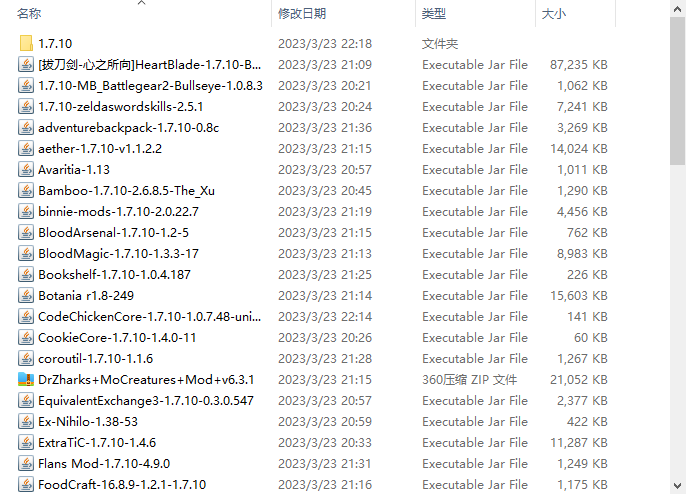 名称 修改日期 类型 大小
1.7.10 2023/3/23 22:18 文件夹
[拔刀剑-心之所向]HeartBlade-1.7.10-B... 2023/3/23 21:09 Executable Jar File 87,235 KB
1.7.10-MB_Battlegear2-Bullseye-1.0.8.3 2023/3/23 20:21 Executable Jar File 1,062 KB
1.7.10-zeldaswordskills-2.5.1 2023/3/23 20:24 Executable Jar File 7,241 KB
adventurebackpack-1.7.10-0.8c 2023/3/23 21:36 Executable Jar File 3,269 KB
aether-1.7.10-v1.1.2.2 2023/3/23 21:15 Executable Jar File 14,024 KB
Avaritia-1.13 2023/3/23 20:57 Executable Jar File 1,011 KB
Bamboo-1.7.10-2.6.8.5-The_Xu 2023/3/23 20:45 Executable Jar File 1,290 KB
binnie-mods-1.7.10-2.0.22.7 2023/3/23 21:19 Executable Jar File 4,456 KB
BloodArsenal-1.7.10-1.2-5 2023/3/23 21:15 Executable Jar File 762 KB
BloodMagic-1.7.10-1.3.3-17 2023/3/23 21:13 Executable Jar File 8,983 KB
Bookshelf-1.7.10-1.0.4.187 2023/3/23 21:25 Executable Jar File 226 KB
Botania r1.8-249 2023/3/23 21:14 Executable Jar File 15,603 KB
CodeChickenCore-1.7.10-1.0.7.48-uni... 2023/3/23 22:14 Executable Jar File 141 KB
CookieCore-1.7.10-1.4.0-11 2023/3/23 20:26 Executable Jar File 60 KB
coroutil-1.7.10-1.1.6 2023/3/23 21:28 Executable Jar File 1,267 KB
DrZharks+MoCreatures+Mod+v6.3.1 2023/3/23 21:15 360压缩 ZIP 文件 21,052 KB
EquivalentExchange3-1.7.10-0.3.0.547 2023/3/23 20:57 Executable Jar File 2,377 KB
Ex-Nihilo-1.38-53 2023/3/23 20:59 Executable Jar File 422 KB
ExtraTiC-1.7.10-1.4.6 2023/3/23 20:33 Executable Jar File 11,287 KB
Flans Mod-1.7.10-4.9.0 2023/3/23 21:31 Executable Jar File 1,249 KB
FoodCraft-16.8.9-1.2.1-1.7.10 2023/3/23 21:16 Executable Jar File 1,175 KB